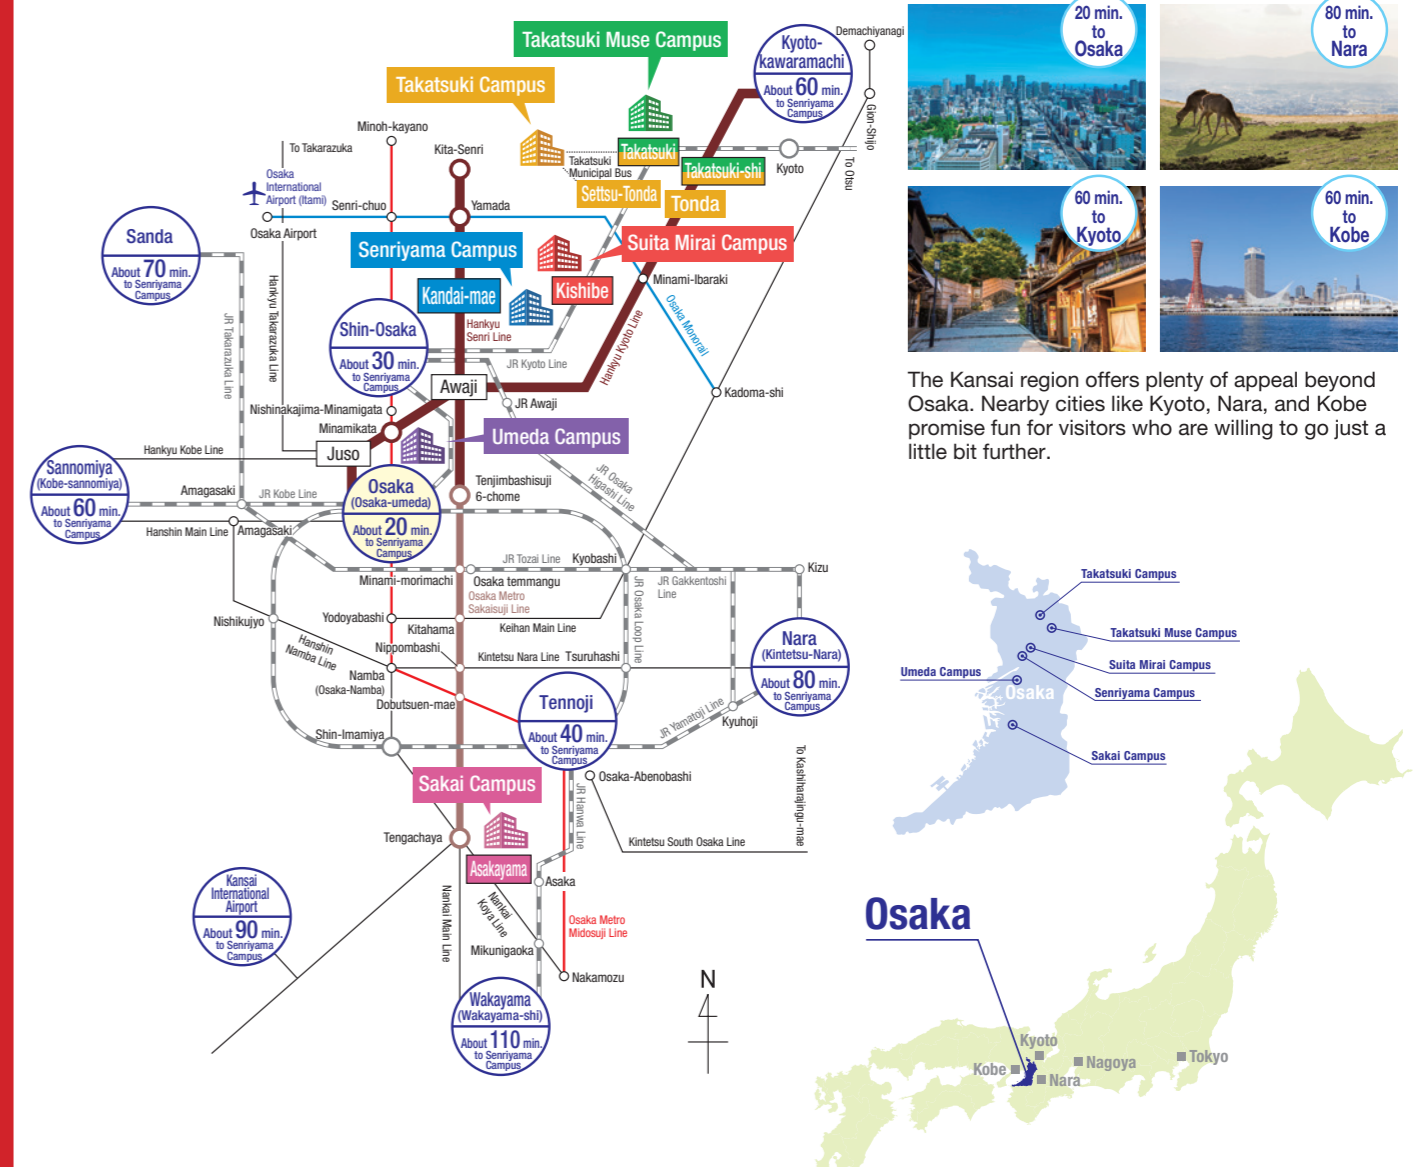 Takatsuki Muse Campus
Takatsuki Campus
Kyoto-
kawaramachi
About 60 min.
to Senriyama
Campus
Demachiyanagi
Gion-Shijo
To Otsu
Minoh-kayano
To Takarazuka
Kita-Senri
Takatsuki
Municipal Bus
Takatsuki
Takatsuki-shi
Kyoto
Settsu-Tonda
Tonda
Osaka
International
Airport (Itami)
Senri-chuo
Yamada
Osaka Airport
Sanda
About 70 min.
to Senriyama
Campus
Senriyama Campus
Suita Mirai Campus
Kandai-mae
Kishibe
Minami-Ibaraki
Osaka Monorail
Hankyu Takarazuka Line
JR Takarazuka Line
Shin-Osaka
About 30 min.
to Senriyama
Campus
Hankyu
Senri Line
JR Kyoto Line
Hankyu Kyoto Line
Awaji
JR Awaji
Kadoma-shi
Nishinakajima-Minamigata
Minamikata
Umeda Campus
Juso
Hankyu Kobe Line
Sannomiya
(Kobe-sannomiya)
About 60 min.
to Senriyama
Campus
Amagasaki
JR Kobe Line
Osaka
(Osaka-umeda)
About 20 min.
to Senriyama
Campus
Tenjimbashisuji
6-chome
JR Osaka
Higashi Line
Hanshin Main Line
Amagasaki
JR Tozai Line
Kyobashi
Kizu
Minami-morimachi
Osaka temmangu
JR Gakkentoshi
Line
Osaka Metro
Sakaisuji Line
JR Osaka Loop Line
Nishikujyo
Yodoyabashi
Kitahama
Keihan Main Line
Hanshin
Namba Line
Nippombashi
Kintetsu Nara Line
Tsuruhashi
Nara
(Kintetsu-Nara)
About 80 min.
to Senriyama
Campus
Namba
(Osaka-Namba)
Dobutsuen-mae
Tennoji
About 40 min.
to Senriyama
Campus
JR Yamatoji Line
Kyuhoji
Shin-Imamiya
Osaka-Abenobashi
To Kashiharajingu-mae
Sakai Campus
JR Hanwa Line
Tengachaya
Kintetsu South Osaka Line
Asakayama
Asaka
Kansai
International
Airport
About 90 min.
to Senriyama
Campus
Nankai Main Line
Nankai
Koya Line
Osaka Metro
Midosuji Line
Mikunigaoka
Nakamozu
Wakayama
(Wakayama-shi)
About 110 min.
to Senriyama
Campus
N
20 min.
to
Osaka
80 min.
to
Nara
60 min.
to
Kyoto
60 min.
to
Kobe
The Kansai region offers plenty of appeal beyond
Osaka. Nearby cities like Kyoto, Nara, and Kobe
promise fun for visitors who are willing to go just a
little bit further.
Takatsuki Campus
Takatsuki Muse Campus
Suita Mirai Campus
Umeda Campus
Senriyama Campus
Osaka
Sakai Campus
Osaka
Kyoto
Kobe
Nara
Nagoya
Tokyo